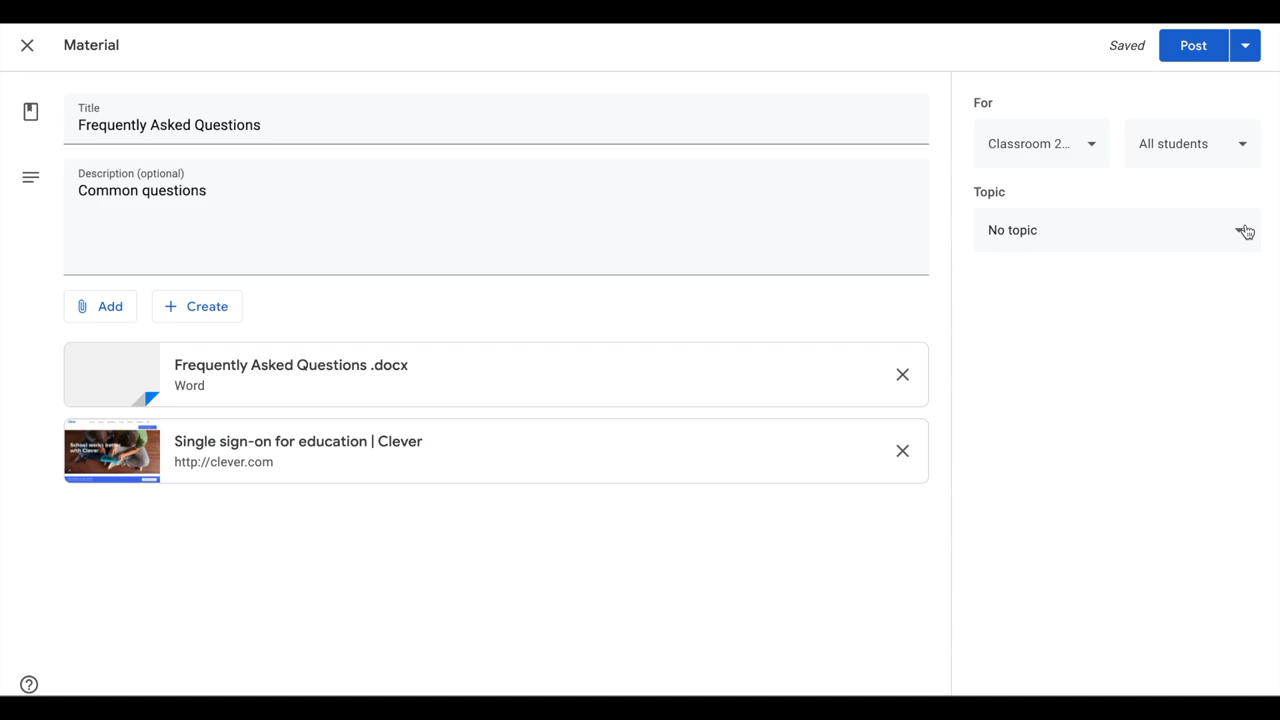 Material
Saved
Post
Title
Frequently Asked Questions
Description (optional)
Common questions
Add
Create
Frequently Asked Questions .docx
Word
Single sign-on for education | Clever
http://clever.com
For
Classroom 2...
All students
Topic
No topic